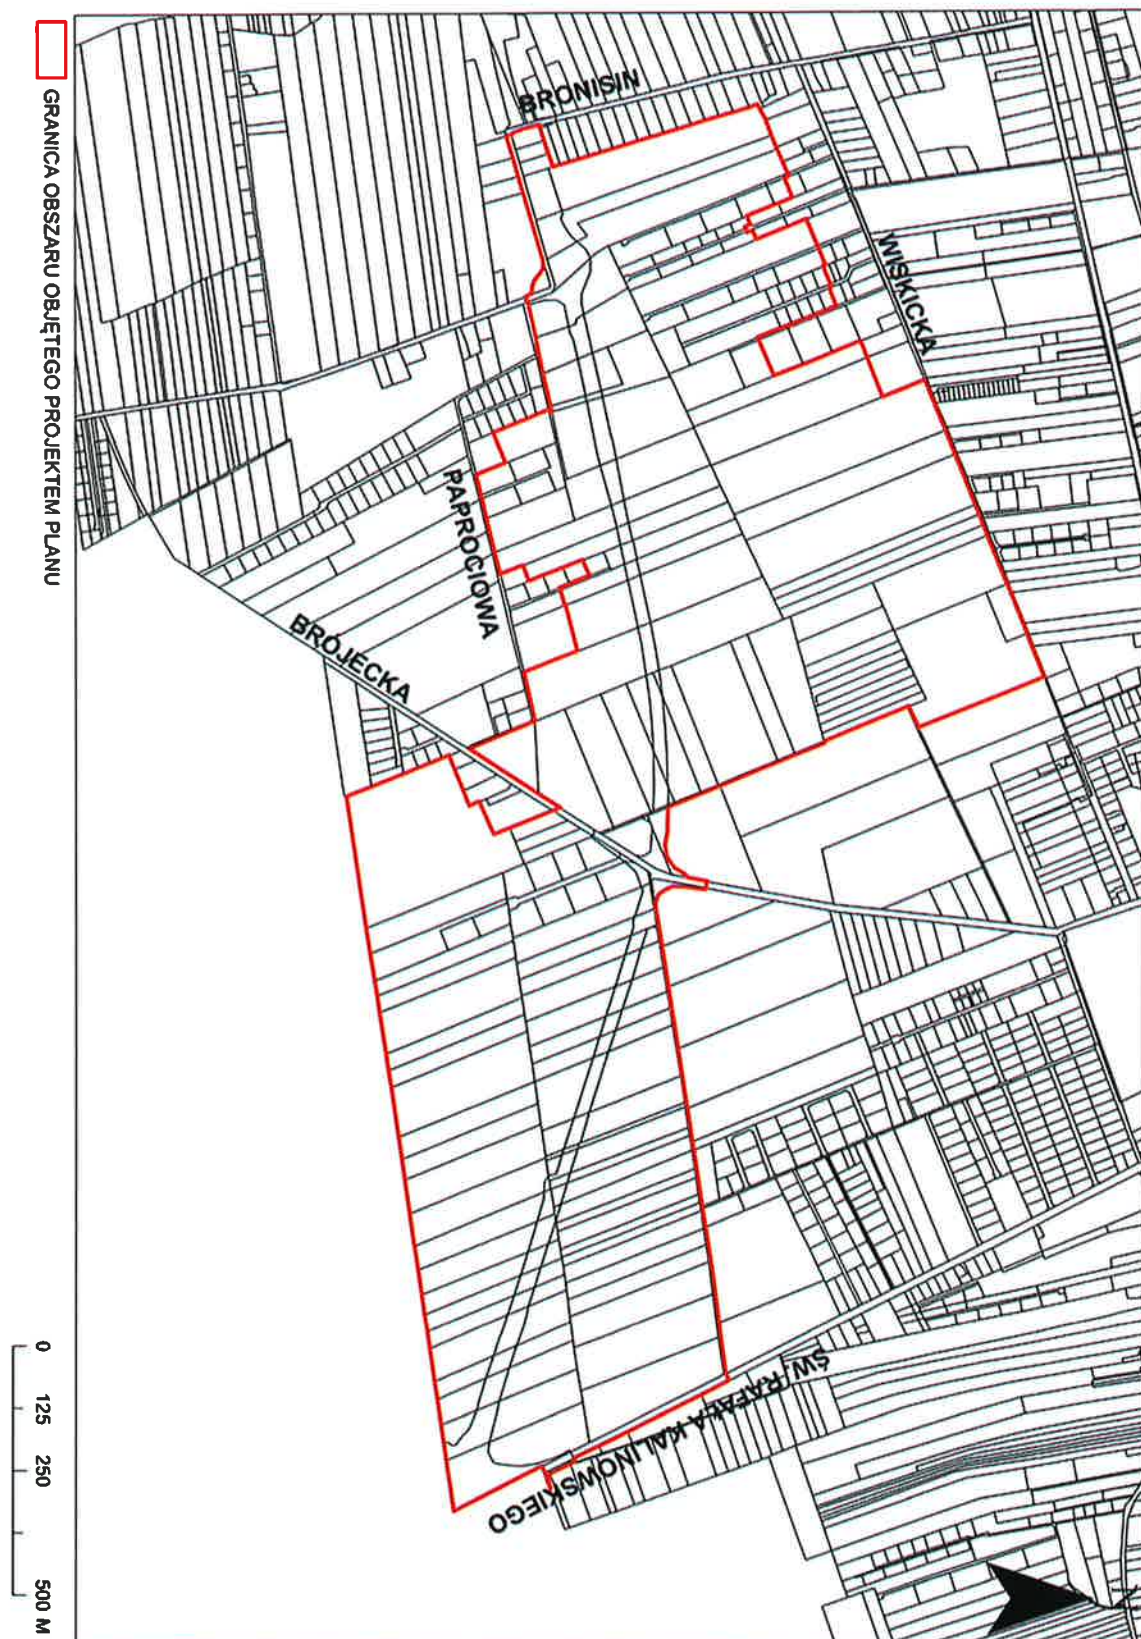 BRONISIN
WISKICKA
PAPROCIOWA
BRÓJECKA
ŚW. RAFAŁA KALINOWSKIEGO
N
GRANICA OBSZARU OBJĘTEGO PROJEKTEM PLANU
0 125 250 500 M